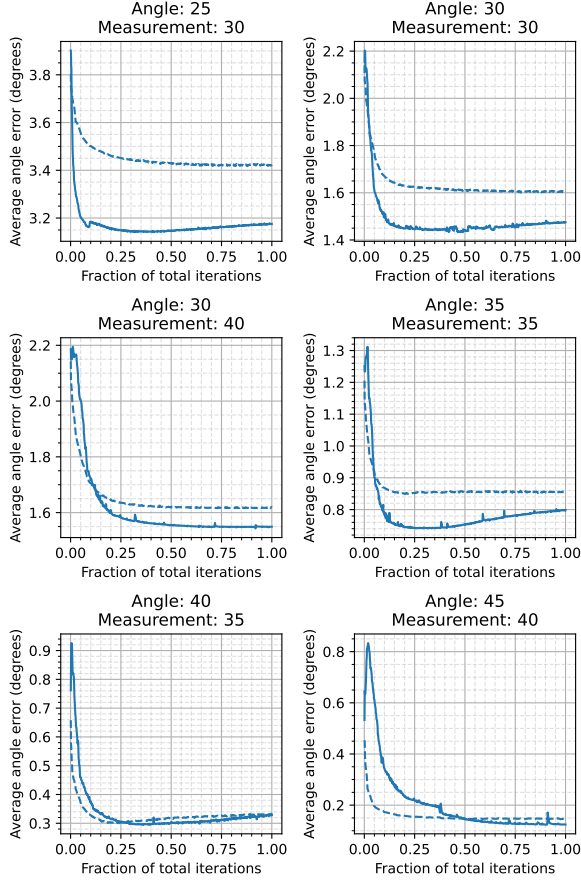 Angle: 25
Measurement: 30
Average angle error (degrees)
3.8
3.6
3.4
3.2
0.00
0.25
0.50
0.75
1.00
Fraction of total iterations
Angle: 30
Measurement: 30
Average angle error (degrees)
2.2
2.0
1.8
1.6
1.4
0.00
0.25
0.50
0.75
1.00
Fraction of total iterations
Angle: 30
Measurement: 40
Average angle error (degrees)
2.2
2.0
1.8
1.6
0.00
0.25
0.50
0.75
1.00
Fraction of total iterations
Angle: 35
Measurement: 35
Average angle error (degrees)
1.3
1.2
1.1
1.0
0.9
0.8
0.00
0.25
0.50
0.75
1.00
Fraction of total iterations
Angle: 40
Measurement: 35
Average angle error (degrees)
0.9
0.8
0.7
0.6
0.5
0.4
0.3
0.00
0.25
0.50
0.75
1.00
Fraction of total iterations
Angle: 45
Measurement: 40
Average angle error (degrees)
0.8
0.6
0.4
0.2
0.00
0.25
0.50
0.75
1.00
Fraction of total iterations